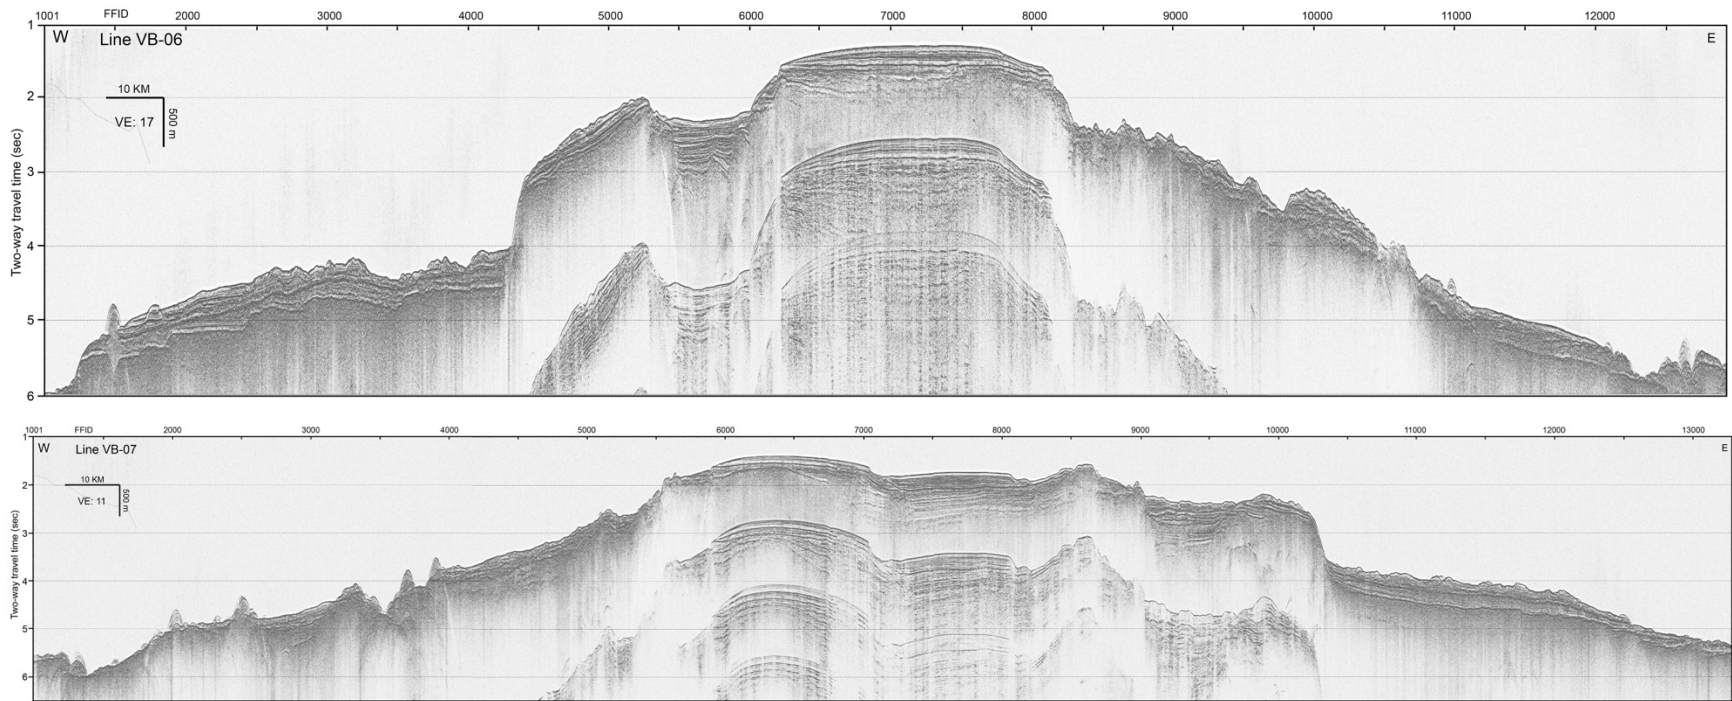 1001 FFID 2000 3000 4000 5000 6000 7000 8000 9000 10000 11000 12000
1
W Line VB-06 E
10 KM
VE: 17
500 m
Two-way travel time (sec)
2
3
4
5
6
1001 FFID 2000 3000 4000 5000 6000 7000 8000 9000 10000 11000 12000 13000
1
W Line VB-07 E
10 KM
VE: 11
500 m
Two-way travel time (sec)
2
3
4
5
6